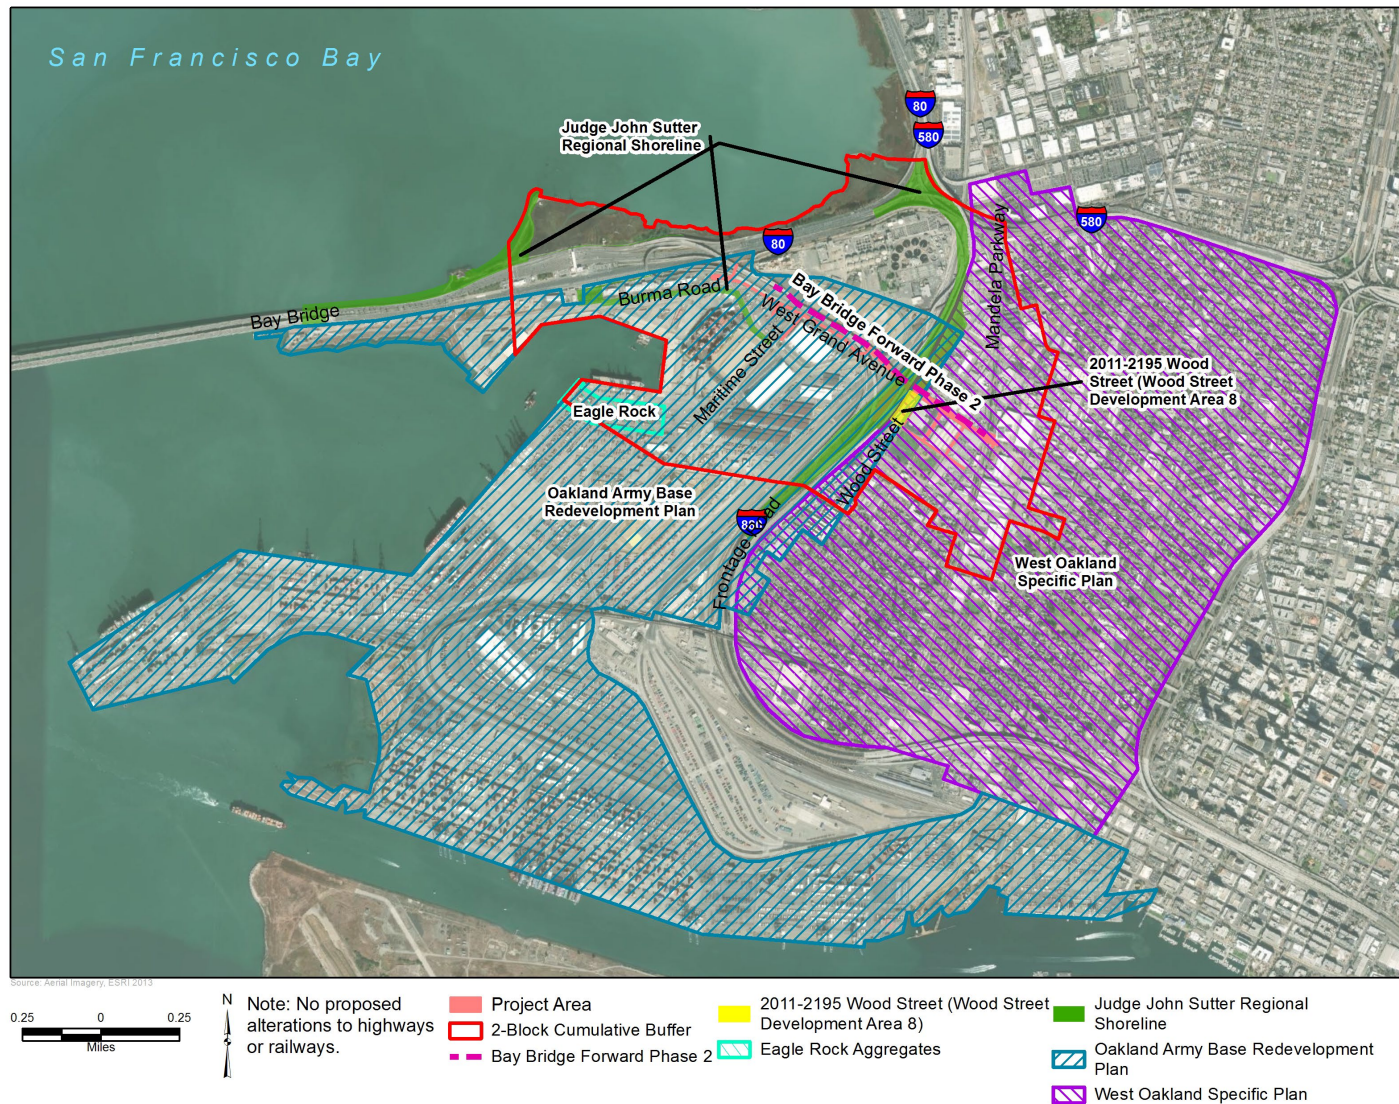 San Francisco Bay
80
580
Judge John Sutter
Regional Shoreline
580
80
Mandela Parkway
Burma Road
Bay Bridge
Bay Bridge Forward Phase 2
West Grand Avenue
Maritime Street
2011-2195 Wood
Street (Wood Street
Development Area 8
Eagle Rock
Wood Street
Oakland Army Base
Redevelopment Plan
880
Frontage Road
West Oakland
Specific Plan
Source: Aerial Imagery, ESRI 2013
0.25
0
0.25
Miles
N
Note: No proposed
alterations to highways
or railways.
Project Area
2-Block Cumulative Buffer
Bay Bridge Forward Phase 2
2011-2195 Wood Street (Wood Street
Development Area 8)
Eagle Rock Aggregates
Judge John Sutter Regional
Shoreline
Oakland Army Base Redevelopment
Plan
West Oakland Specific Plan